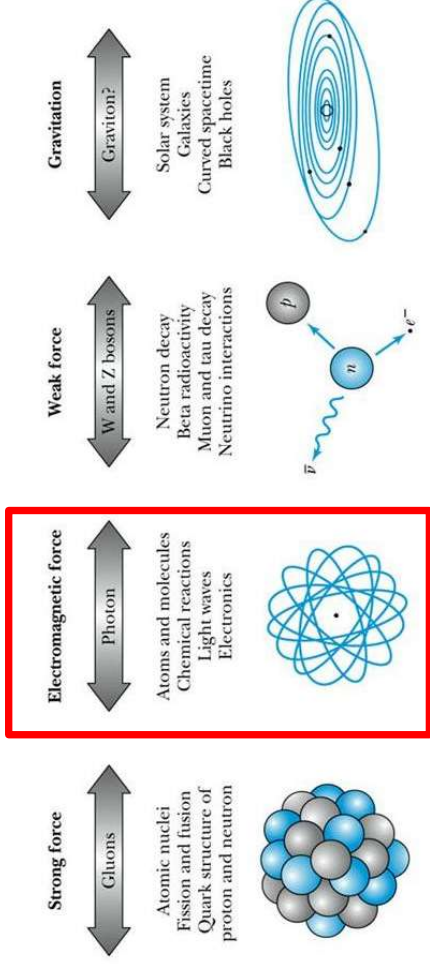 Strong force
Gluons
Atomic nuclei
Fission and fusion
Quark structure of
proton and neutron
Electromagnetic force
Photon
Atoms and molecules
Chemical reactions
Light waves
Electronics
Weak force
W and Z bosons
Neutron decay
Beta radioactivity
Muon and tau decay
Neutrino interactions
ν̅
n
p
e⁻
Gravitation
Graviton?
Solar system
Galaxies
Curved spacetime
Black holes